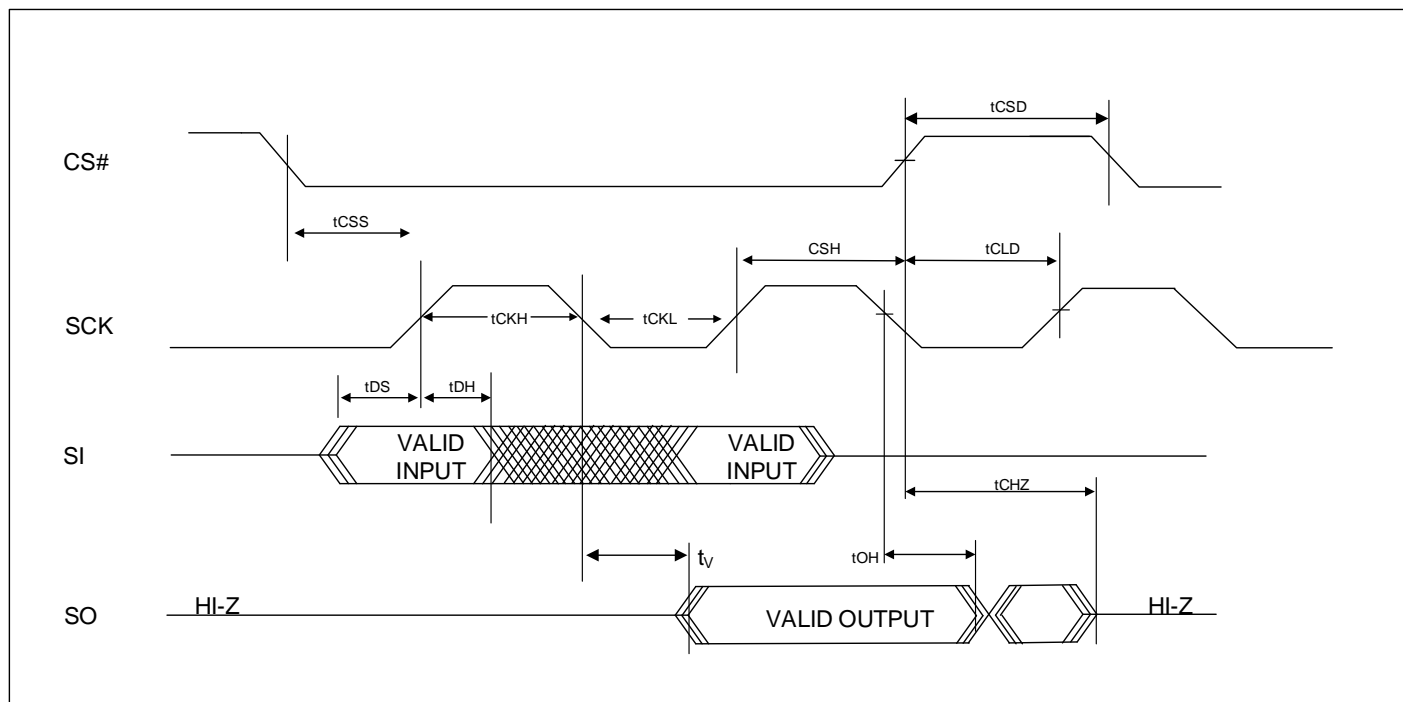 tCSD
CS#
tCSS
CSH
tCLD
SCK
tCKH
tCKL
tDS
tDH
SI
VALID
INPUT
VALID
INPUT
tCHZ
tV
tOH
SO
HI-Z
VALID OUTPUT
HI-Z